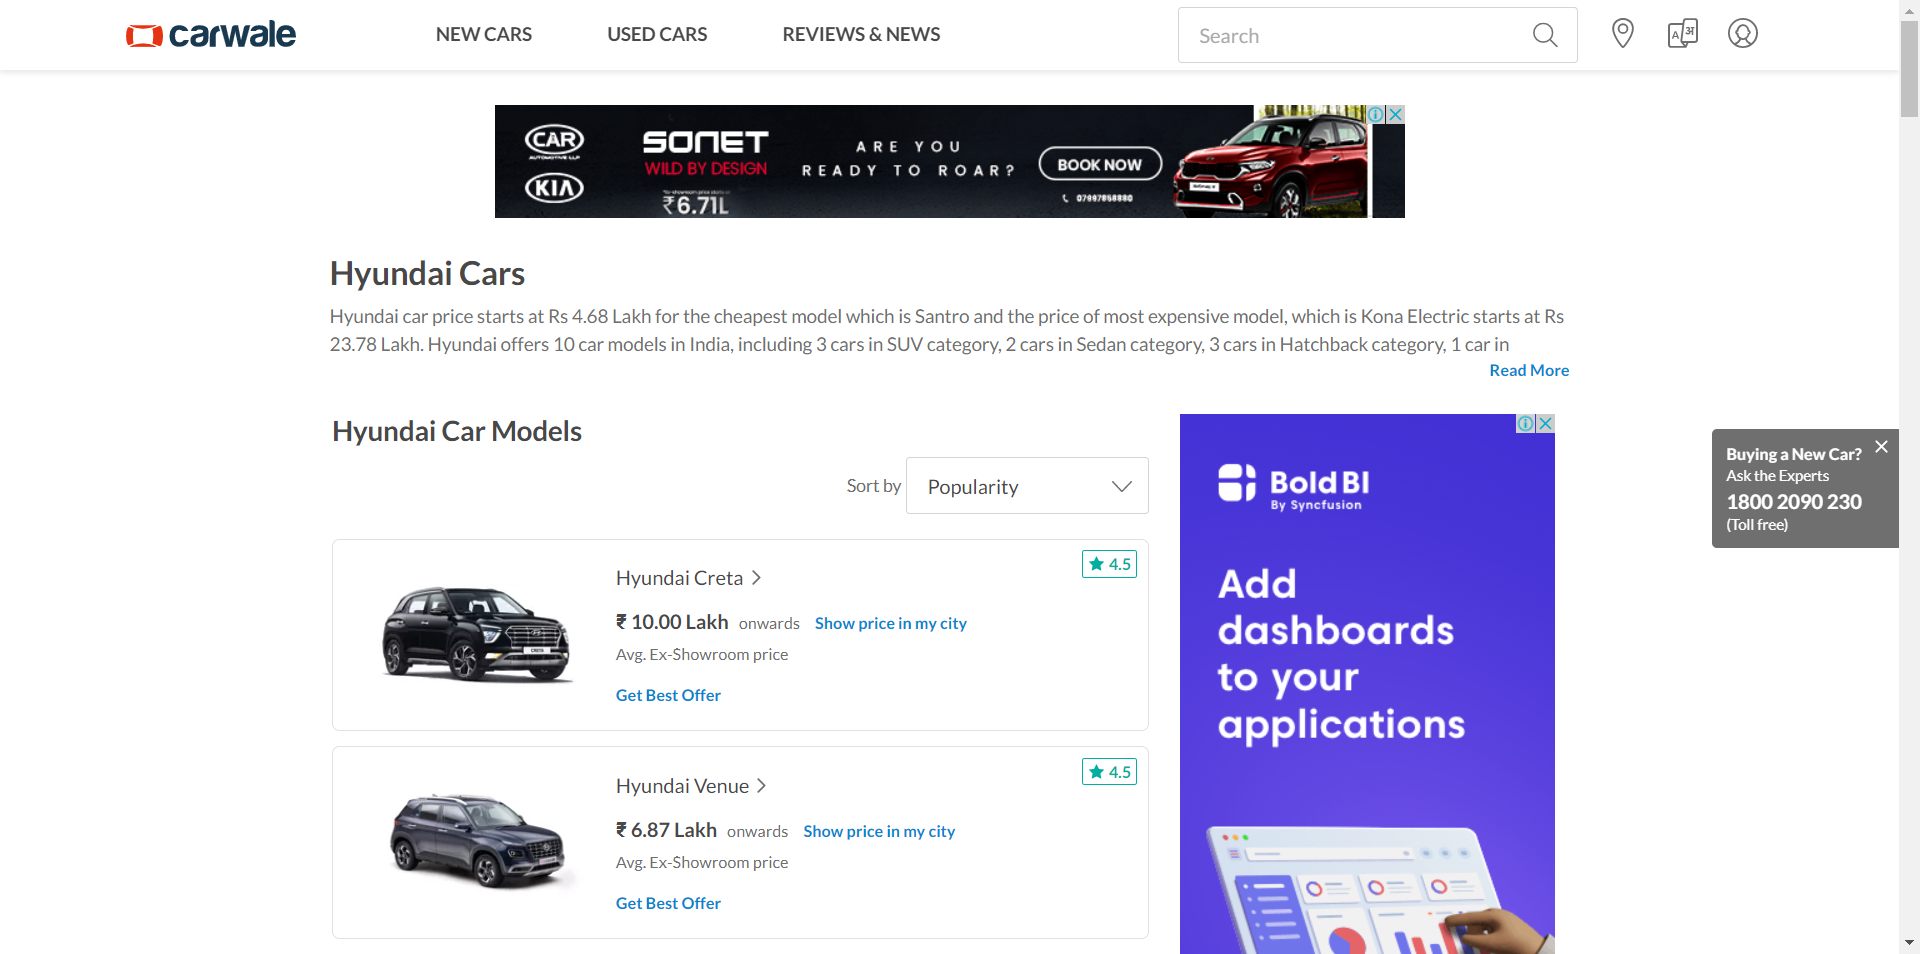 carwale
NEW CARS
USED CARS
REVIEWS & NEWS
Search
CAR
AUTOMOTIVE LLP
KIA
SONET
WILD BY DESIGN
₹6.71L
ARE YOU
READY TO ROAR?
BOOK NOW
07997858880
Hyundai Cars
Hyundai car price starts at Rs 4.68 Lakh for the cheapest model which is Santro and the price of most expensive model, which is Kona Electric starts at Rs
23.78 Lakh. Hyundai offers 10 car models in India, including 3 cars in SUV category, 2 cars in Sedan category, 3 cars in Hatchback category, 1 car in
Read More
Hyundai Car Models
Sort by
Popularity
4.5
Hyundai Creta
₹ 10.00 Lakh onwards Show price in my city
Avg. Ex-Showroom price
Get Best Offer
CRETA
4.5
Hyundai Venue
₹ 6.87 Lakh onwards Show price in my city
Avg. Ex-Showroom price
Get Best Offer
Bold BI
By Syncfusion
Add
dashboards
to your
applications
Buying a New Car?
Ask the Experts
1800 2090 230
(Toll free)